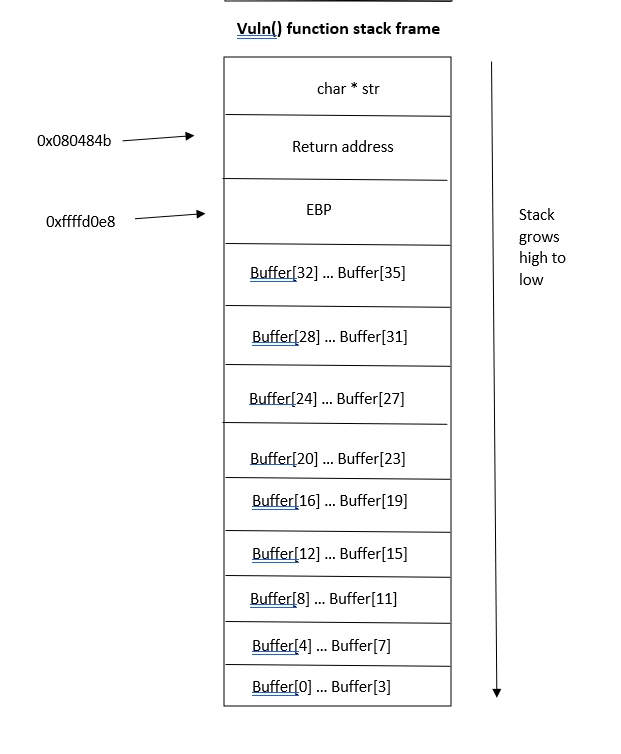 Vuln() function stack frame
char * str
0x080484b
Return address
0xffffd0e8
EBP
Stack
grows
high to
low
Buffer[32] ... Buffer[35]
Buffer[28] ... Buffer[31]
Buffer[24] ... Buffer[27]
Buffer[20] ... Buffer[23]
Buffer[16] ... Buffer[19]
Buffer[12] ... Buffer[15]
Buffer[8] ... Buffer[11]
Buffer[4] ... Buffer[7]
Buffer[0] ... Buffer[3]